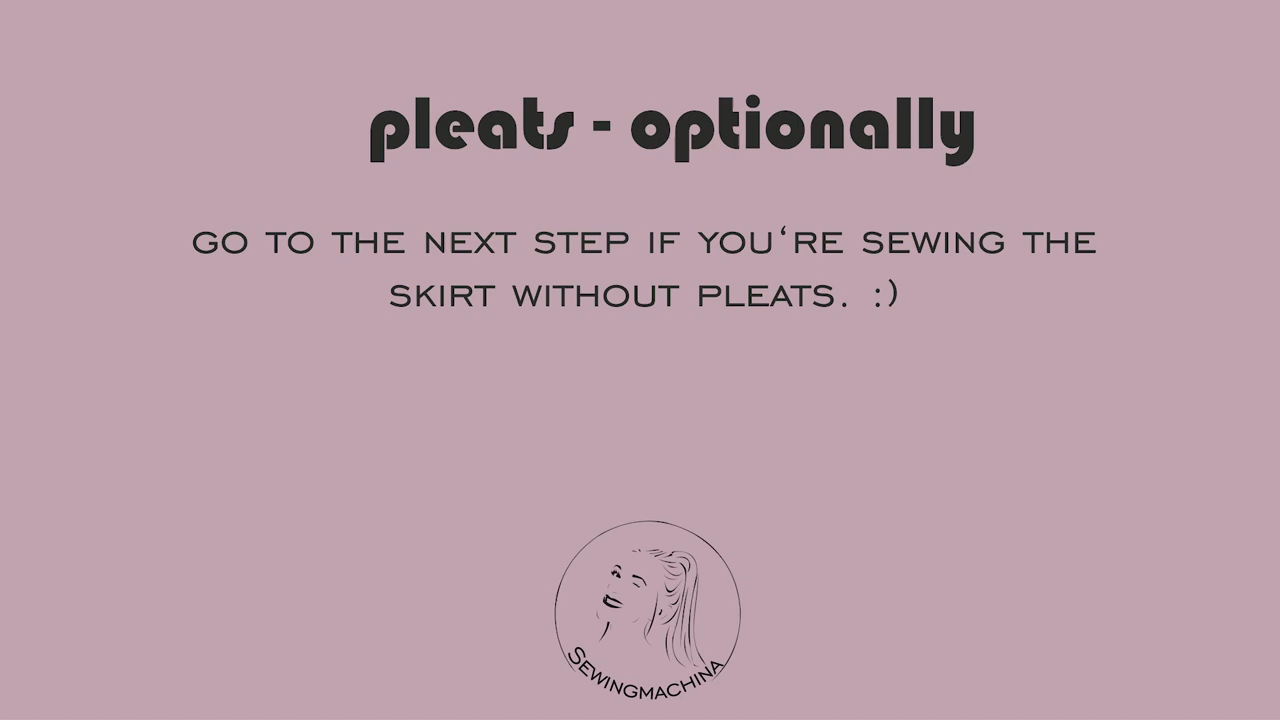 pleats - optionally
GO TO THE NEXT STEP IF YOU‘RE SEWING THE
SKIRT WITHOUT PLEATS. :)
SEWINGMACHINA